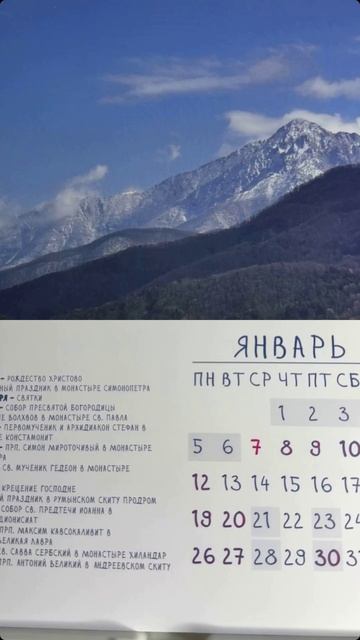 ЯНВАРЬ
ПН ВТ СР ЧТ ПТ СБ
1 2 3
5 6 7 8 9 10
12 13 14 15 16 17
19 20 21 22 23 24
26 27 28 29 30 31
– РОЖДЕСТВО ХРИСТОВО
НЫЙ ПРАЗДНИК В МОНАСТЫРЕ СИМОНОПЕТРА
РЯ – СВЯТКИ
– СОБОР ПРЕСВЯТОЙ БОГОРОДИЦЫ
Е ВОЛХВОВ В МОНАСТЫРЕ СВ. ПАВЛА
– ПЕРВОМУЧЕНИК И АРХИДИАКОН СТЕФАН В
Е КОНСТАМОНИТ
– ПРП. СИМОН МИРОТОЧИВЫЙ В МОНАСТЫРЕ
РА
СВ. МУЧЕНИК ГЕДЕОН В МОНАСТЫРЕ
КРЕЩЕНИЕ ГОСПОДНЕ
Й ПРАЗДНИК В РУМЫНСКОМ СКИТУ ПРОДРОМ
СОБОР СВ. ПРЕДТЕЧИ ИОАННА В
ДИОНИСИАТ
ПРП. МАКСИМ КАВСОКАЛИВИТ В
ВЕЛИКАЯ ЛАВРА
СВ. САВВА СЕРБСКИЙ В МОНАСТЫРЕ ХИЛАНДАР
ПРП. АНТОНИЙ ВЕЛИКИЙ В АНДРЕЕВСКОМ СКИТУ